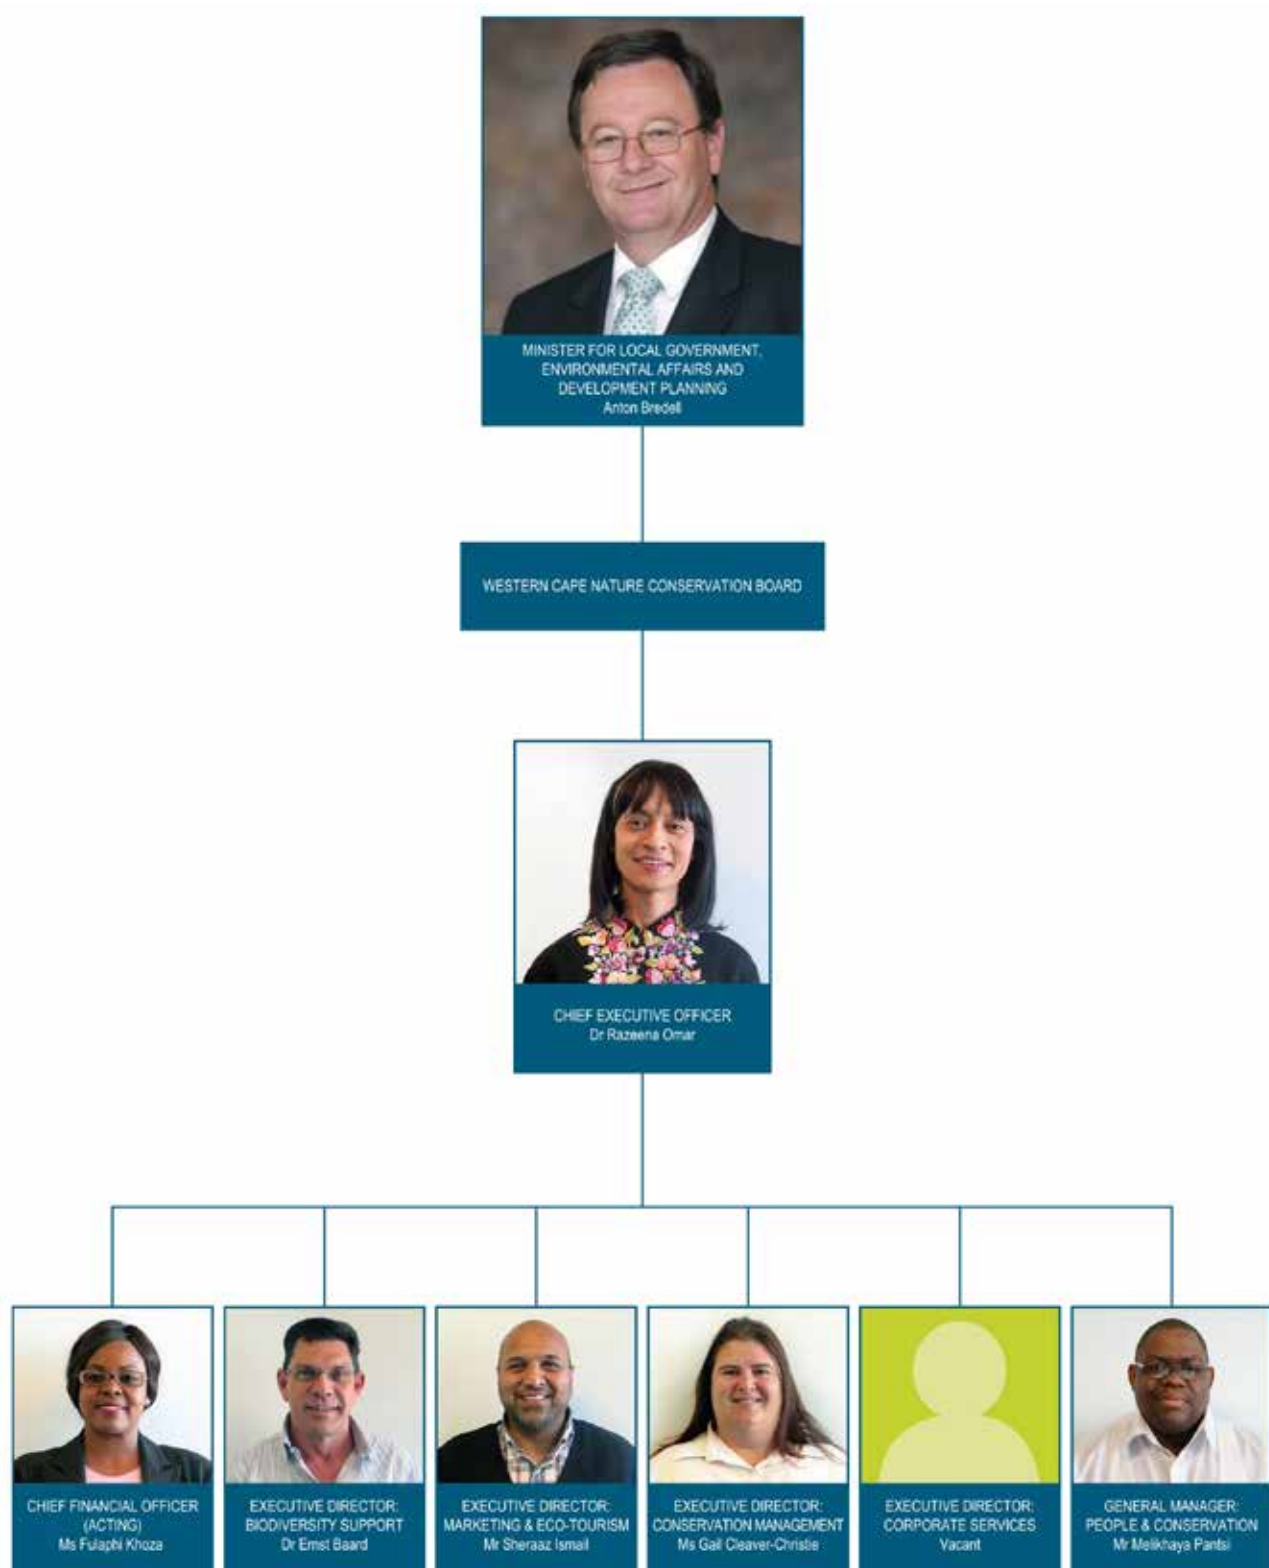 MINISTER FOR LOCAL GOVERNMENT,
ENVIRONMENTAL AFFAIRS AND
DEVELOPMENT PLANNING
Anton Bredell
WESTERN CAPE NATURE CONSERVATION BOARD
CHIEF EXECUTIVE OFFICER
Dr Razeena Omar
CHIEF FINANCIAL OFFICER
(ACTING)
Ms Fulaphi Khoza
EXECUTIVE DIRECTOR:
BIODIVERSITY SUPPORT
Dr Ernst Baard
EXECUTIVE DIRECTOR:
MARKETING & ECO-TOURISM
Mr Sheraaz Ismail
EXECUTIVE DIRECTOR:
CONSERVATION MANAGEMENT
Ms Gail Cleaver-Christie
EXECUTIVE DIRECTOR:
CORPORATE SERVICES
Vacant
GENERAL MANAGER:
PEOPLE & CONSERVATION
Mr Melikhaya Pantsi